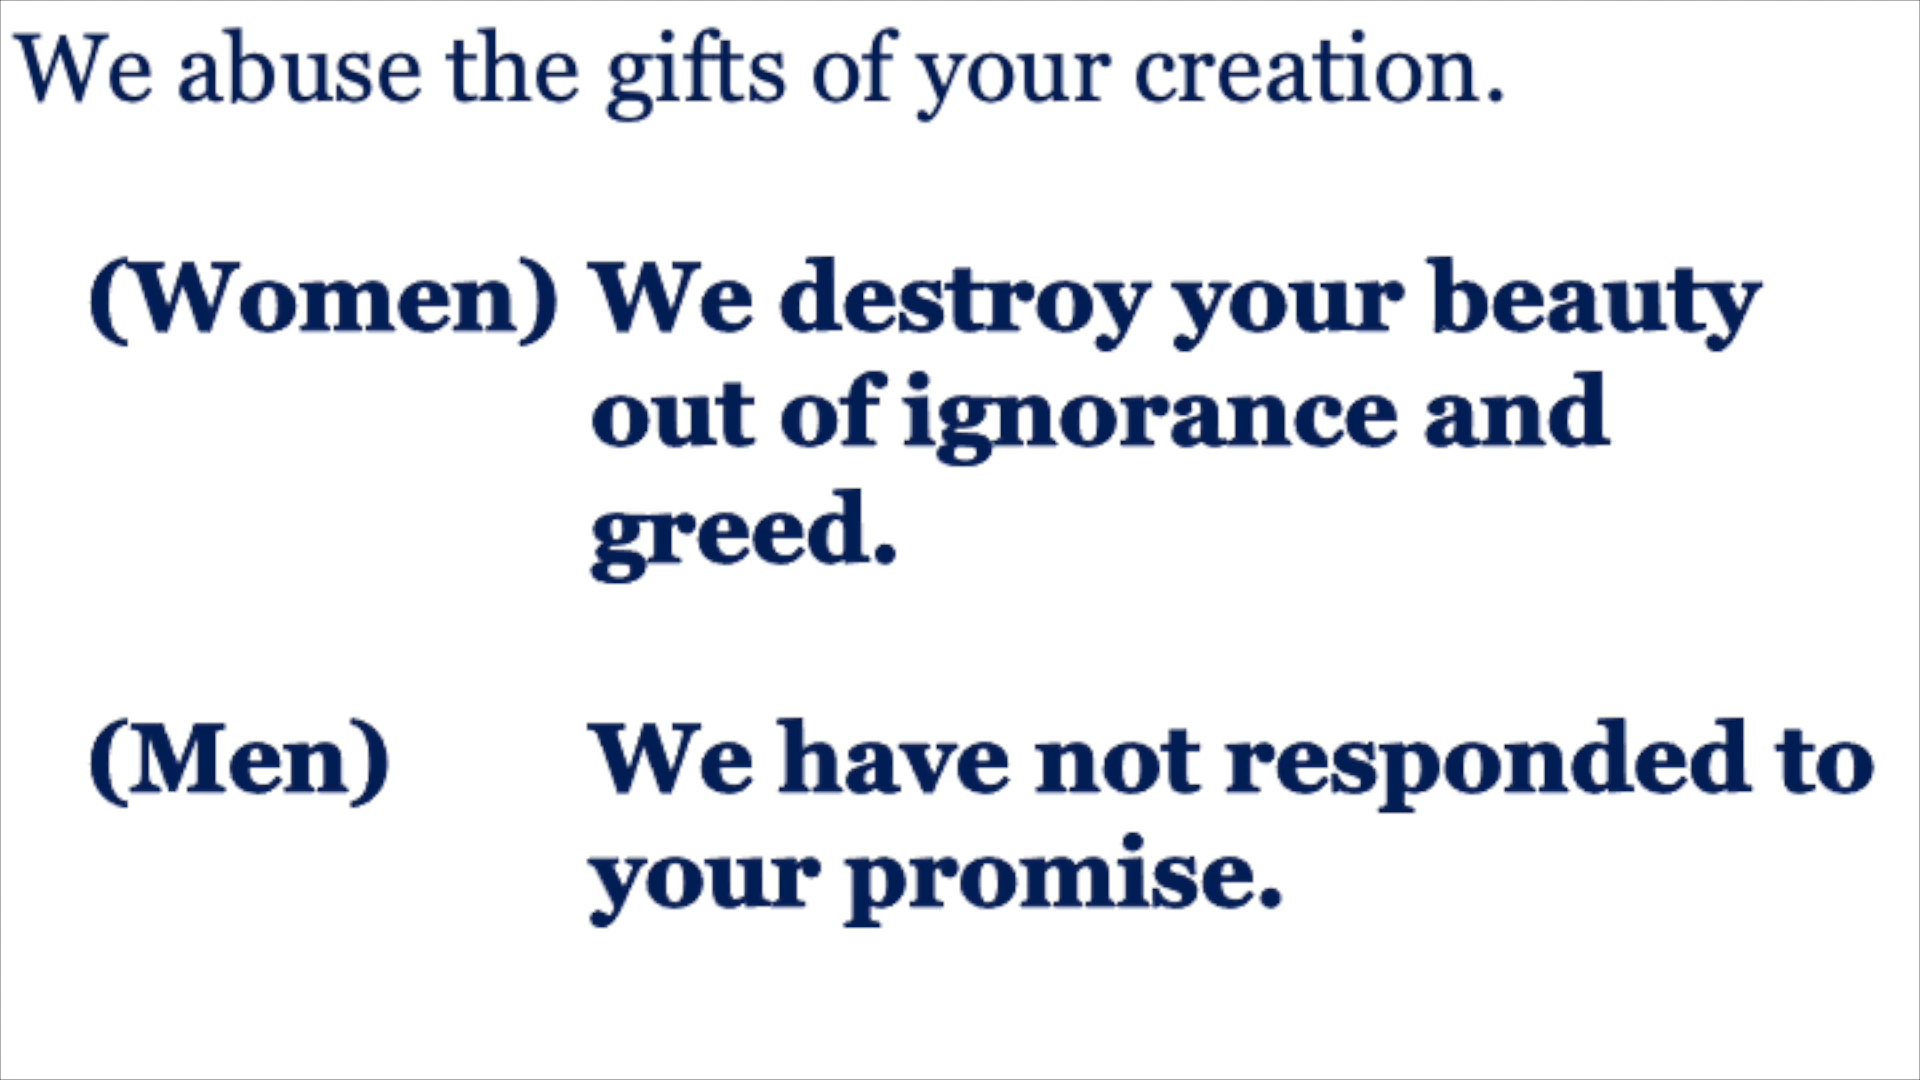 We abuse the gifts of your creation.
(Women) We destroy your beauty
out of ignorance and
greed.
(Men) We have not responded to
your promise.